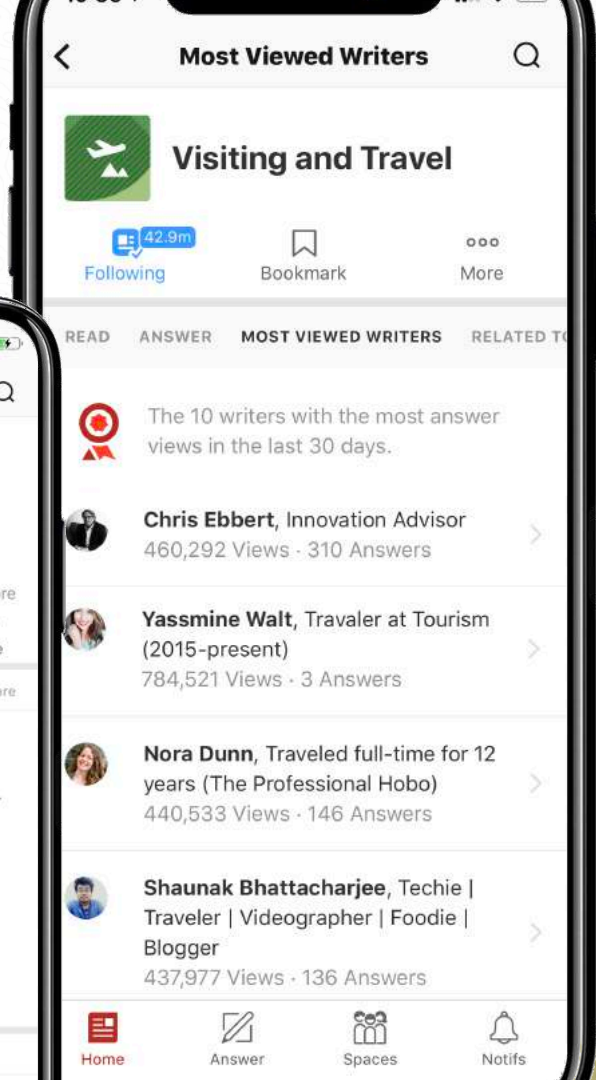 Most Viewed Writers
Visiting and Travel
42.9m
Following
Bookmark
More
READ
ANSWER
MOST VIEWED WRITERS
RELATED TO
The 10 writers with the most answer
views in the last 30 days.
Chris Ebbert, Innovation Advisor
460,292 Views · 310 Answers
Yassmine Walt, Travaler at Tourism
(2015-present)
784,521 Views · 3 Answers
Nora Dunn, Traveled full-time for 12
years (The Professional Hobo)
440,533 Views · 146 Answers
Shaunak Bhattacharjee, Techie |
Traveler | Videographer | Foodie |
Blogger
437,977 Views · 136 Answers
Home
Answer
Spaces
Notifs